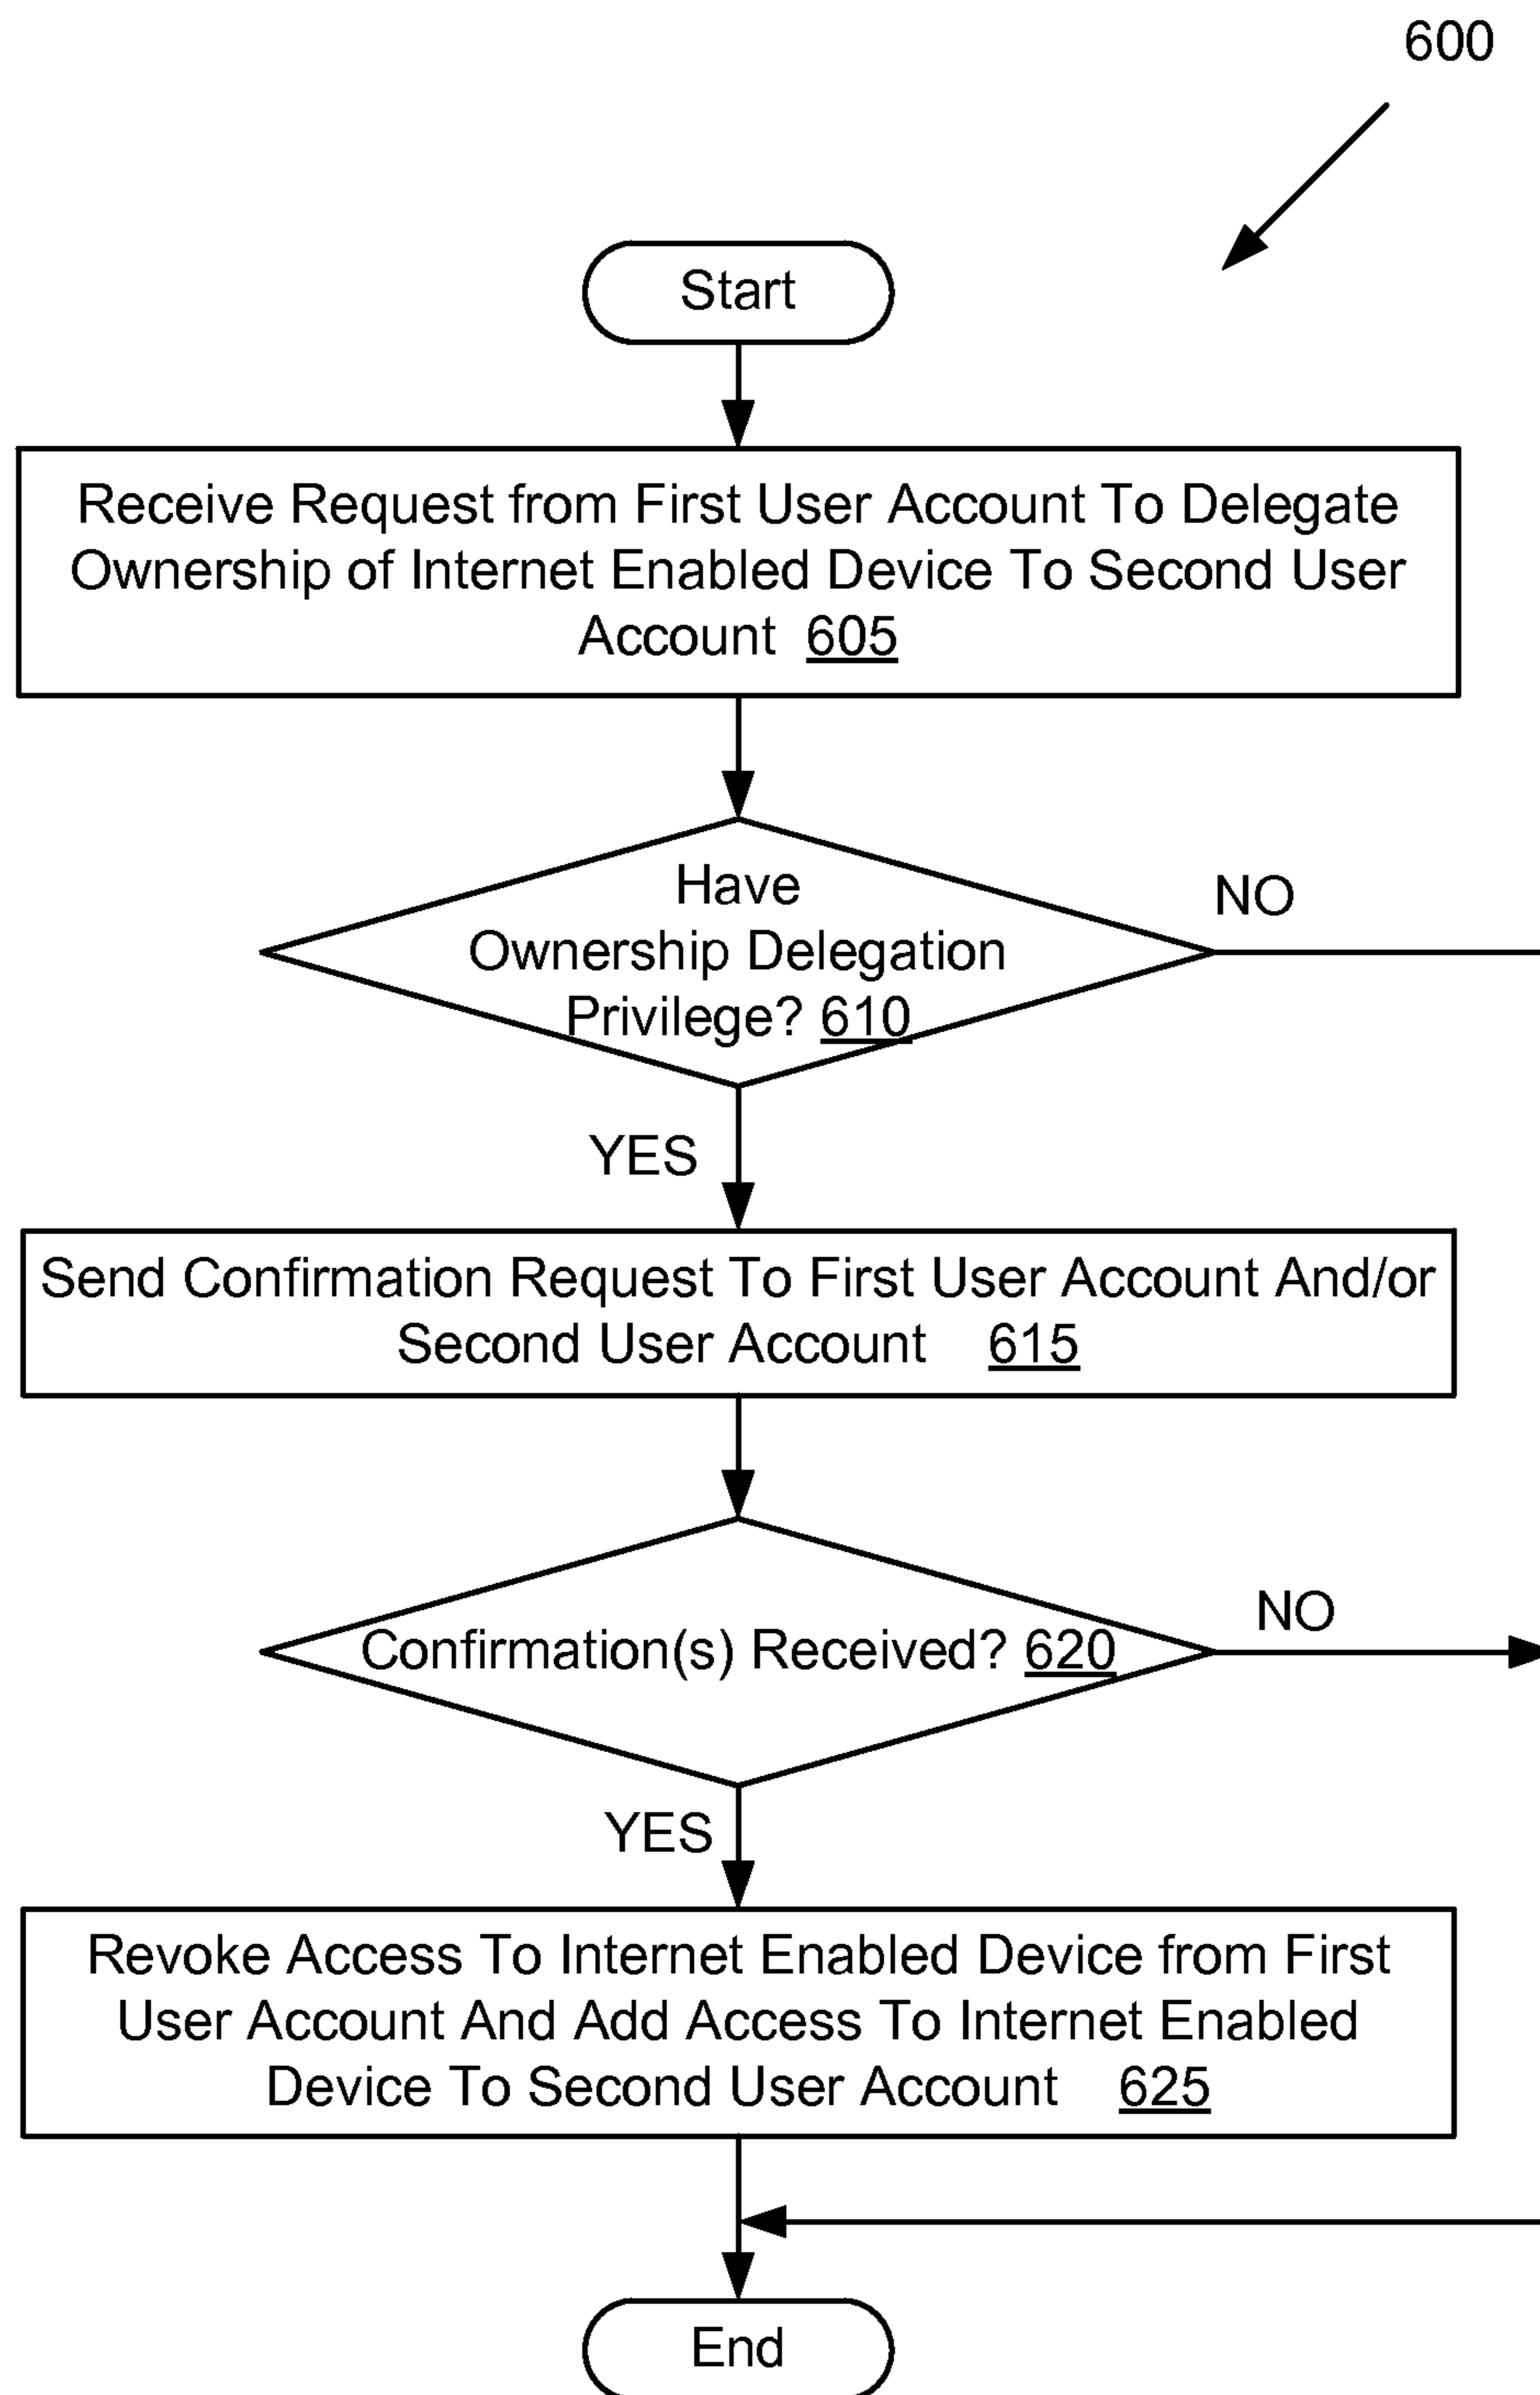 600
Start
Receive Request from First User Account To Delegate
Ownership of Internet Enabled Device To Second User
Account 605
Have
Ownership Delegation
Privilege? 610
NO
YES
Send Confirmation Request To First User Account And/or
Second User Account 615
Confirmation(s) Received? 620
NO
YES
Revoke Access To Internet Enabled Device from First
User Account And Add Access To Internet Enabled
Device To Second User Account 625
End